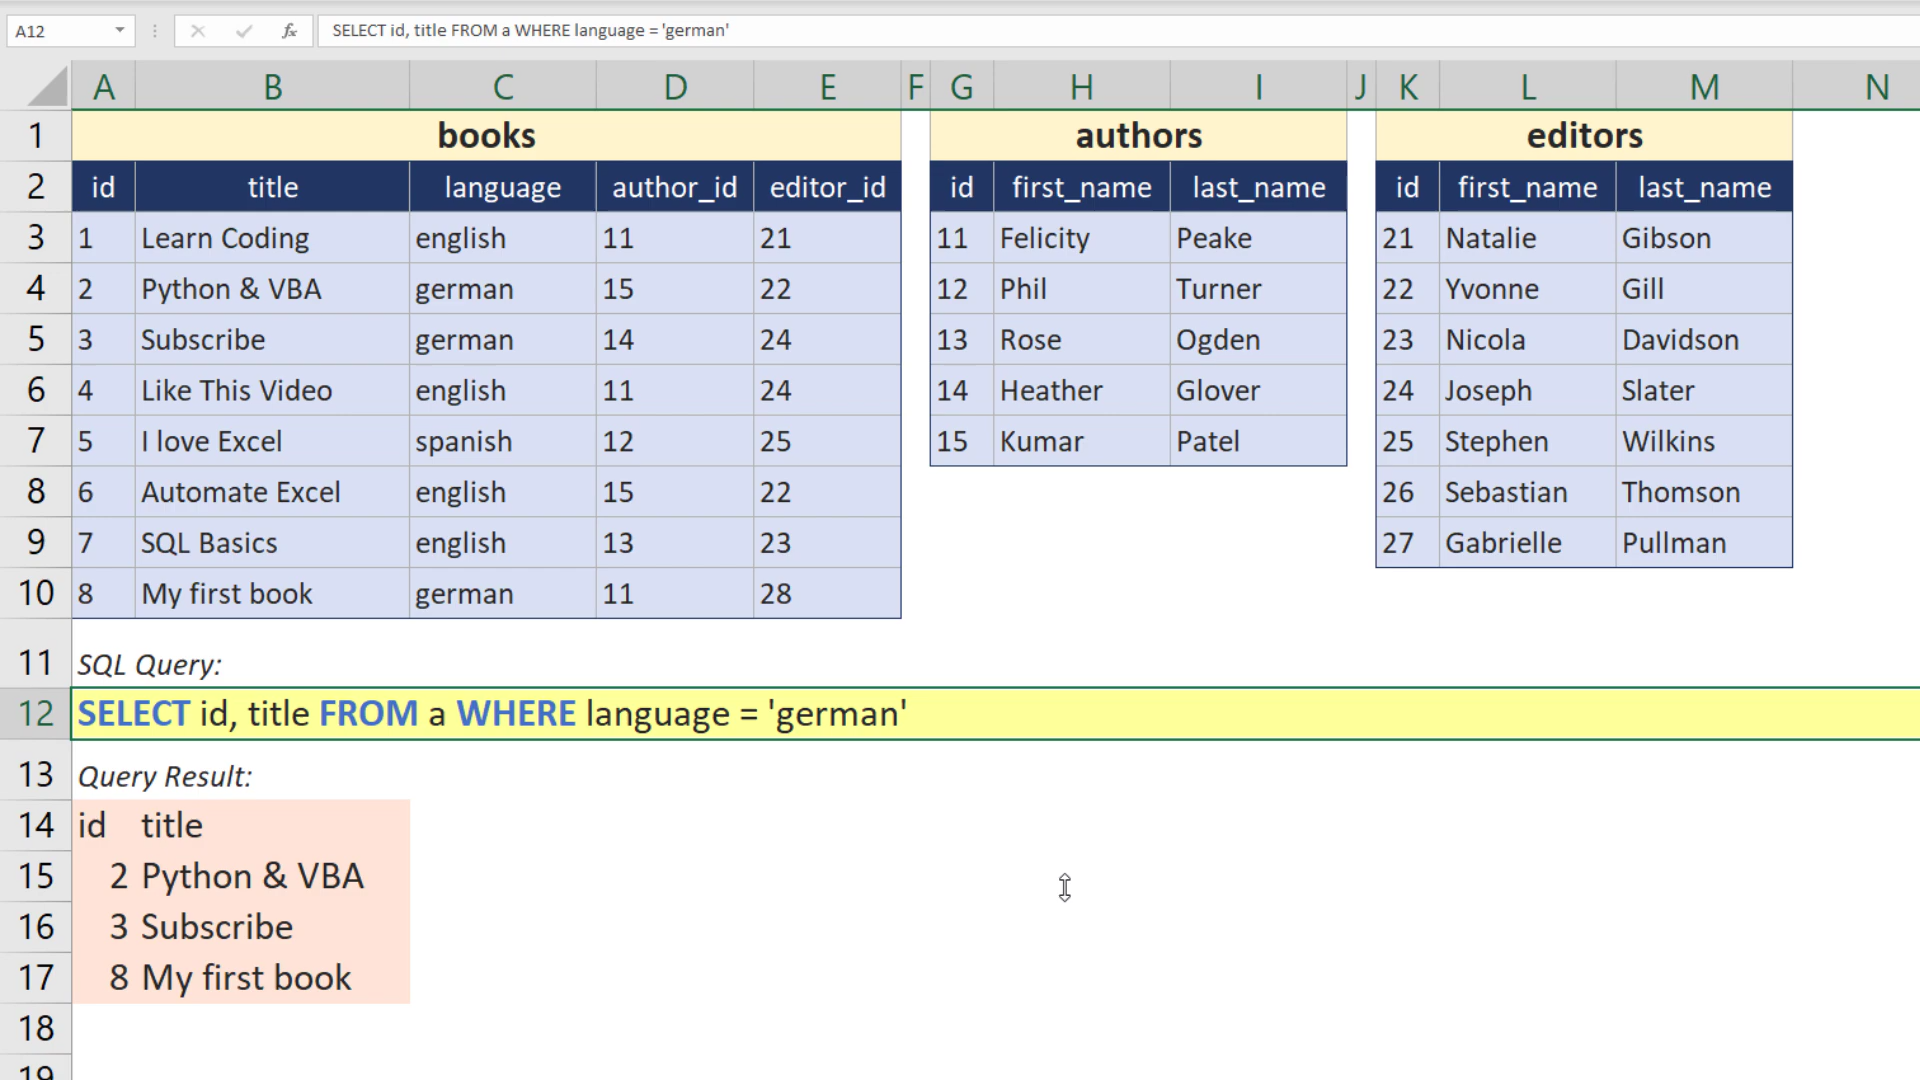 A12 fx SELECT id, title FROM a WHERE language = 'german'
A B C D E F G H I J K L M N
1 books authors editors
2 id title language author_id editor_id id first_name last_name id first_name last_name
3 1 Learn Coding english 11 21 11 Felicity Peake 21 Natalie Gibson
4 2 Python & VBA german 15 22 12 Phil Turner 22 Yvonne Gill
5 3 Subscribe german 14 24 13 Rose Ogden 23 Nicola Davidson
6 4 Like This Video english 11 24 14 Heather Glover 24 Joseph Slater
7 5 I love Excel spanish 12 25 15 Kumar Patel 25 Stephen Wilkins
8 6 Automate Excel english 15 22 26 Sebastian Thomson
9 7 SQL Basics english 13 23 27 Gabrielle Pullman
10 8 My first book german 11 28
11 SQL Query:
12 SELECT id, title FROM a WHERE language = 'german'
13 Query Result:
14 id title
15 2 Python & VBA
16 3 Subscribe
17 8 My first book
18
19